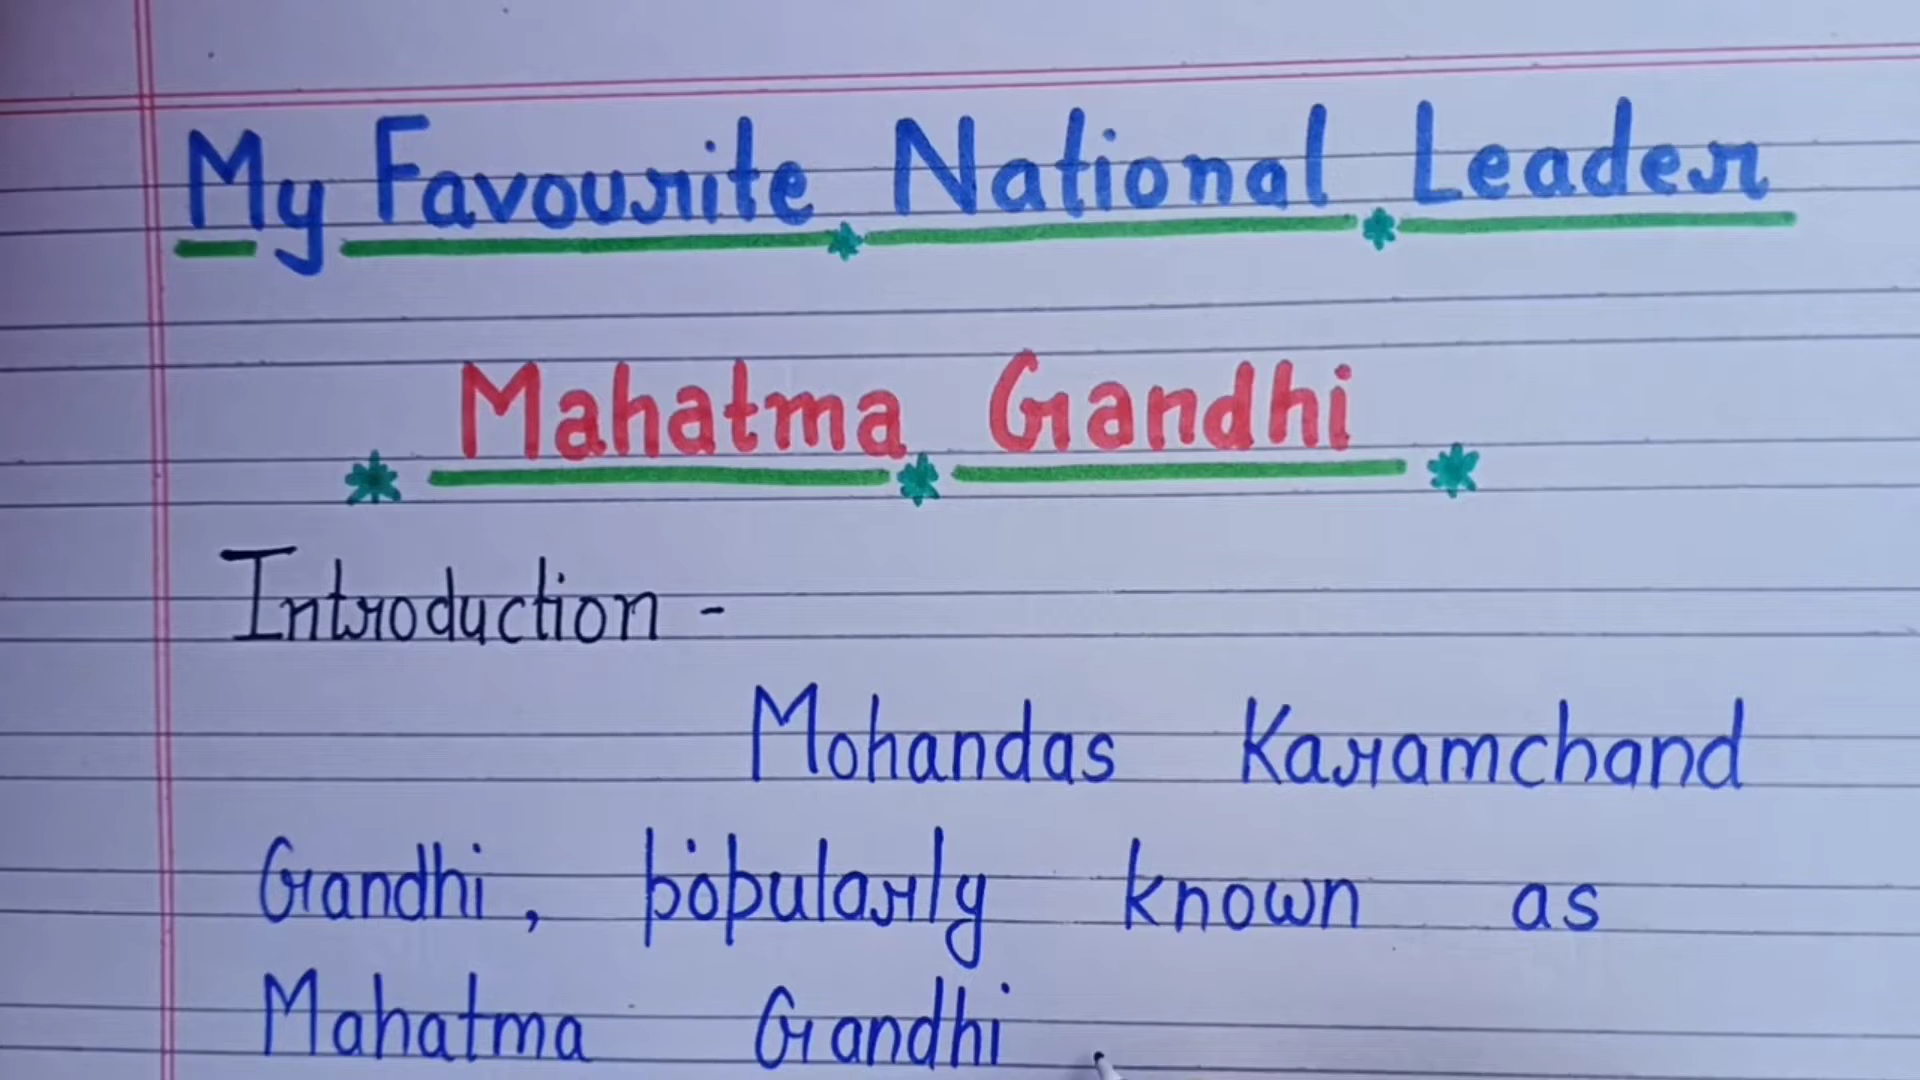 My Favourite National Leader
Mahatma Gandhi
Introduction -
Mohandas Karamchand
Gandhi, popularly known as
Mahatma Gandhi